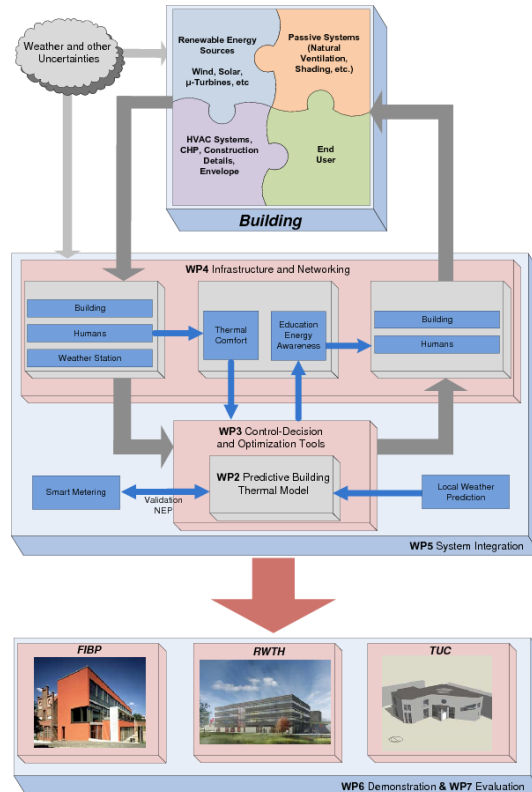 Weather and other
Uncertainties
Renewable Energy
Sources
Wind, Solar,
µ-Turbines, etc
Passive Systems
(Natural
Ventilation,
Shading, etc.)
HVAC Systems,
CHP, Construction
Details,
Envelope
End
User
Building
WP4 Infrastructure and Networking
Building
Humans
Weather Station
Thermal
Comfort
Education
Energy
Awareness
Building
Humans
WP3 Control-Decision
and Optimization Tools
WP2 Predictive Building
Thermal Model
Smart Metering
Validation
NEP
Local Weather
Prediction
WP5 System Integration
FIBP
RWTH
TUC
WP6 Demonstration & WP7 Evaluation